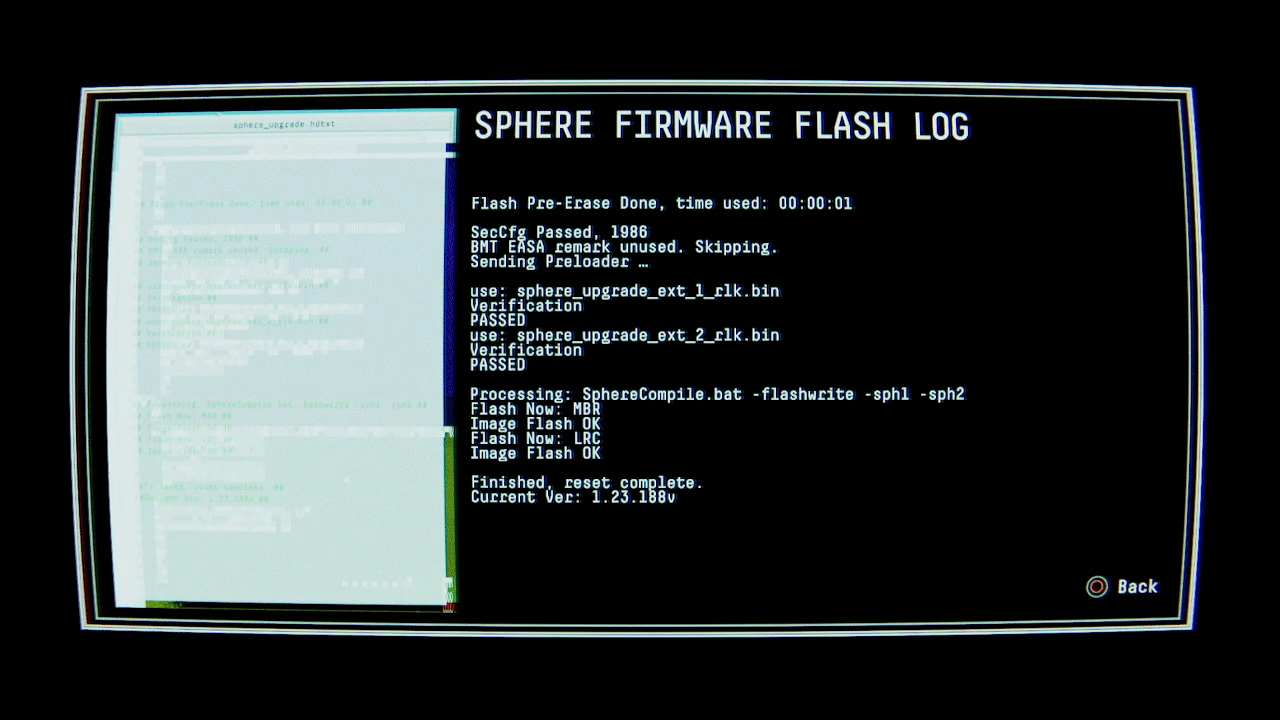 sphere_upgrade.hdtxt
SPHERE FIRMWARE FLASH LOG
Flash Pre-Erase Done, time used: 00:00:01
SecCfg Passed, 1986
BMT EASA remark unused. Skipping.
Sending Preloader …
use: sphere_upgrade_ext_1_rlk.bin
Verification
PASSED
use: sphere_upgrade_ext_2_rlk.bin
Verification
PASSED
Processing: SphereCompile.bat -flashwrite -sph1 -sph2
Flash Now: MBR
Image Flash OK
Flash Now: LRC
Image Flash OK
Finished, reset complete.
Current Ver: 1.23.188v
Back